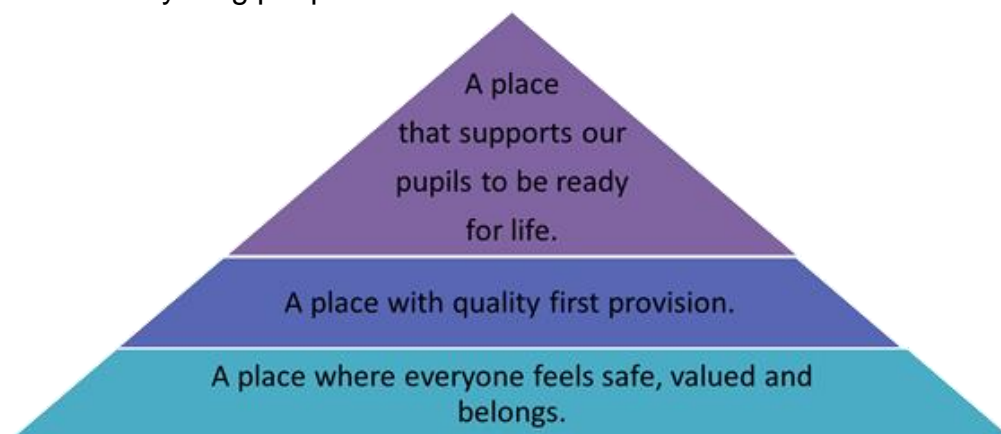 A place
that supports our
pupils to be ready
for life.
A place with quality first provision.
A place where everyone feels safe, valued and
belongs.